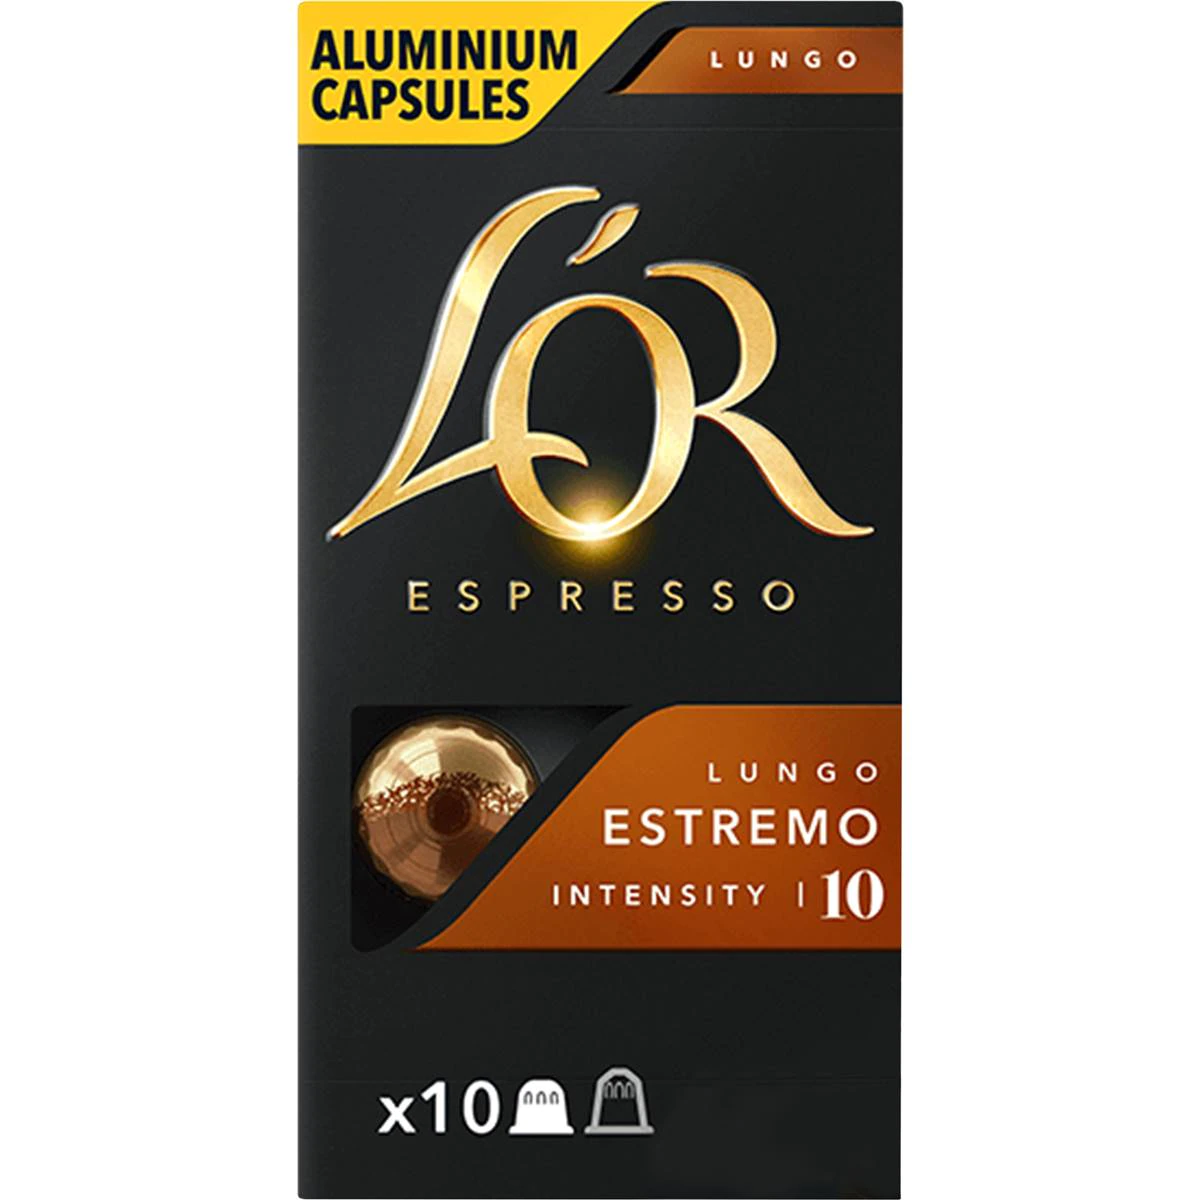 ALUMINIUM
CAPSULES
LUNGO
L'OR
ESPRESSO
LUNGO
ESTREMO
INTENSITY | 10
x10